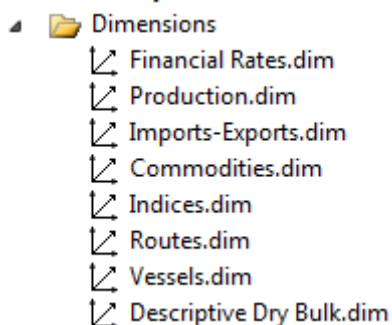 Dimensions
Financial Rates.dim
Production.dim
Imports-Exports.dim
Commodities.dim
Indices.dim
Routes.dim
Vessels.dim
Descriptive Dry Bulk.dim